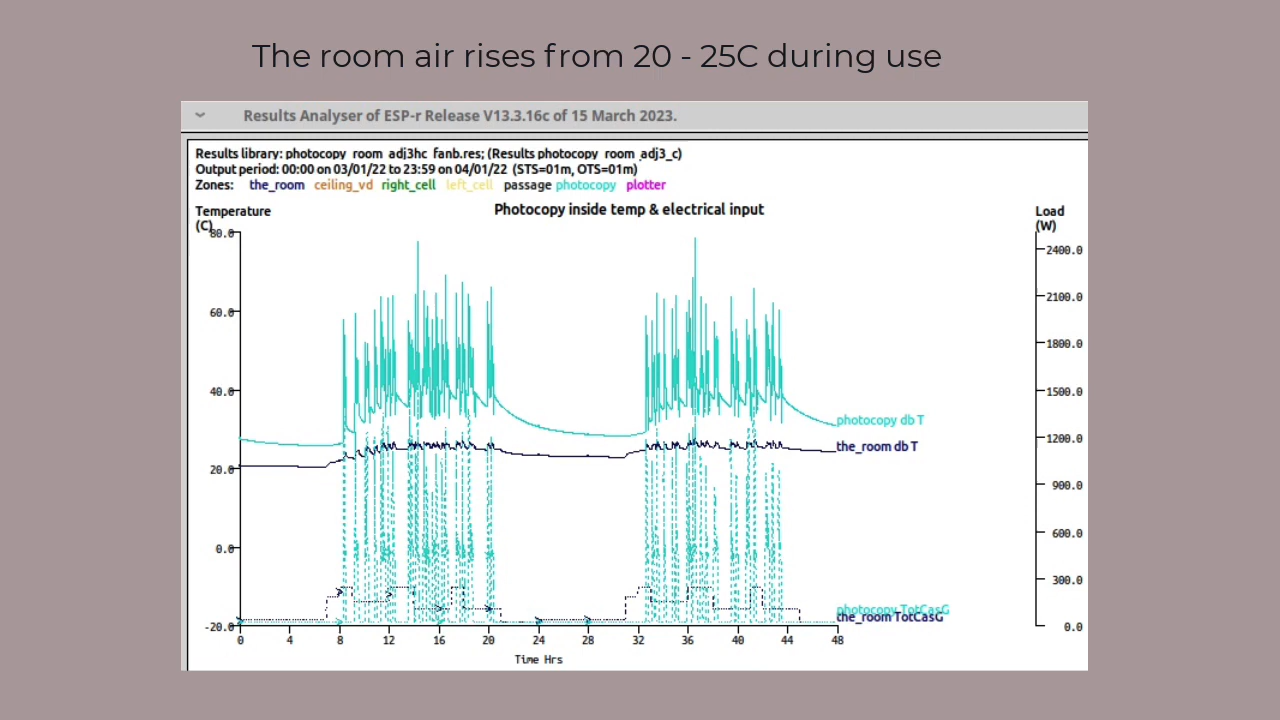 The room air rises from 20 - 25C during use
Results Analyser of ESP-r Release V13.3.16c of 15 March 2023.
Results library: photocopy_room_adj3hc_fanb.res; (Results photocopy_room_adj3_c)
Output period: 00:00 on 03/01/22 to 23:59 on 04/01/22 (STS=01m, OTS=01m)
Zones: the_room ceiling_vd right_cell left_cell passage photocopy plotter
Temperature
(C)
Photocopy inside temp & electrical input
Load
(W)
80.0
60.0
40.0
20.0
0.0
-20.0
2400.0
2100.0
1800.0
1500.0
1200.0
900.0
600.0
300.0
0.0
photocopy db T
the_room db T
photocopy TotCasG
the_room TotCasG
0 4 8 12 16 20 24 28 32 36 40 44 48
Time Hrs